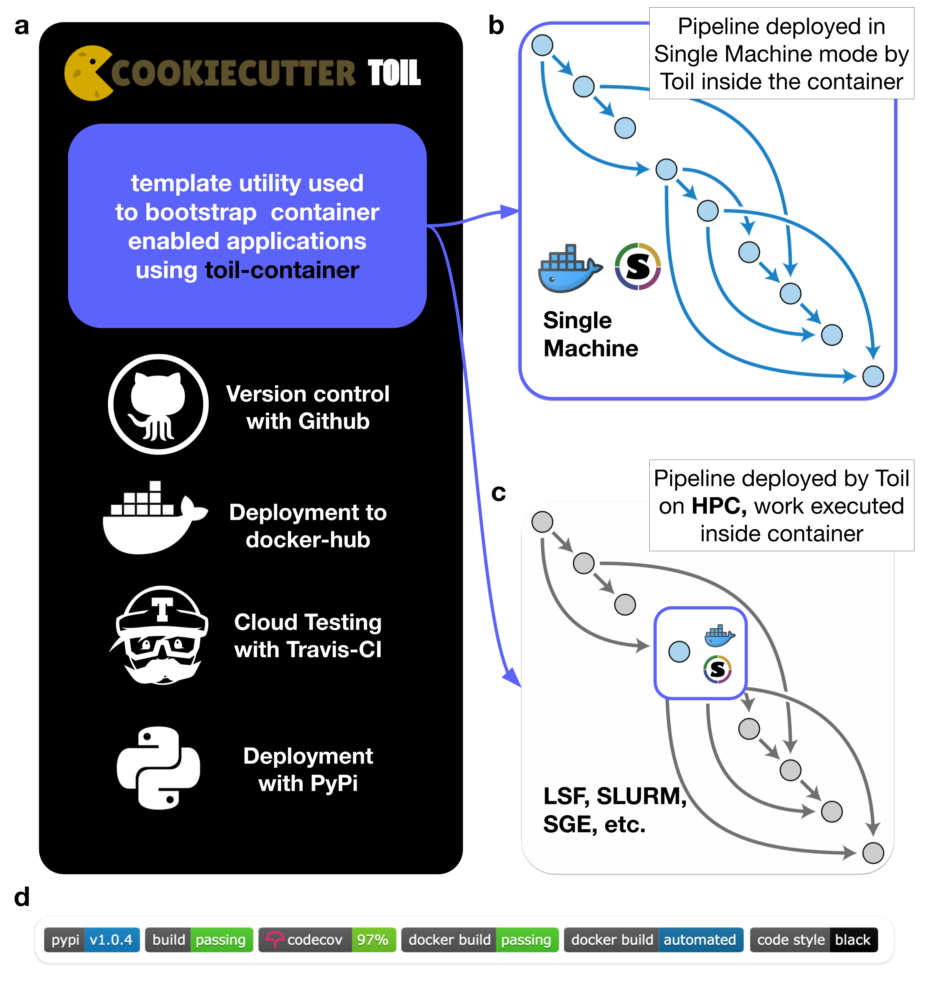 a
COOKIECUTTER TOIL
template utility used
to bootstrap container
enabled applications
using toil-container
Version control
with Github
Deployment to
docker-hub
T
Cloud Testing
with Travis-CI
Deployment
with PyPi
b
Pipeline deployed in
Single Machine mode by
Toil inside the container
S
Single
Machine
c
Pipeline deployed by Toil
on HPC, work executed
inside container
S
LSF, SLURM,
SGE, etc.
d
pypi v1.0.4 build passing codecov 97% docker build passing docker build automated code style black